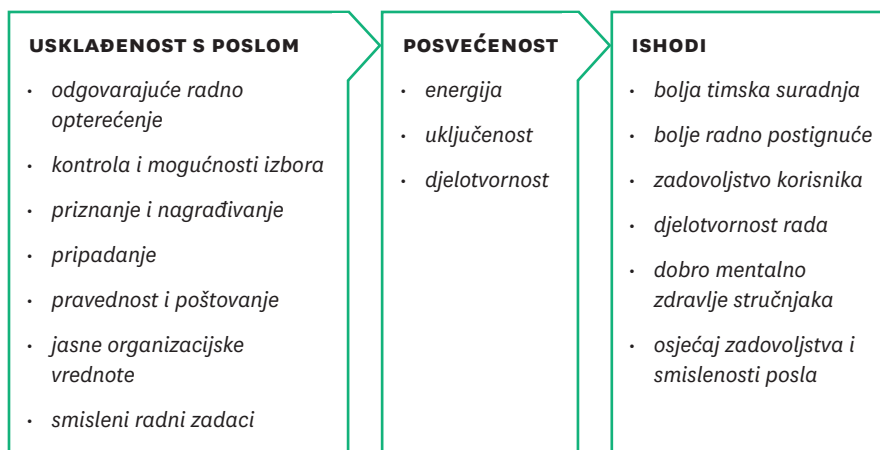 USKLAĐENOST S POSLOM
· odgovarajuće radno
opterećenje
· kontrola i mogućnosti izbora
· priznanje i nagrađivanje
· pripadanje
· pravednost i poštovanje
· jasne organizacijske
vrednote
· smisleni radni zadaci
POSVEĆENOST
· energija
· uključenost
· djelotvornost
ISHODI
· bolja timska suradnja
· bolje radno postignuće
· zadovoljstvo korisnika
· djelotvornost rada
· dobro mentalno
zdravlje stručnjaka
· osjećaj zadovoljstva i
smislenosti posla